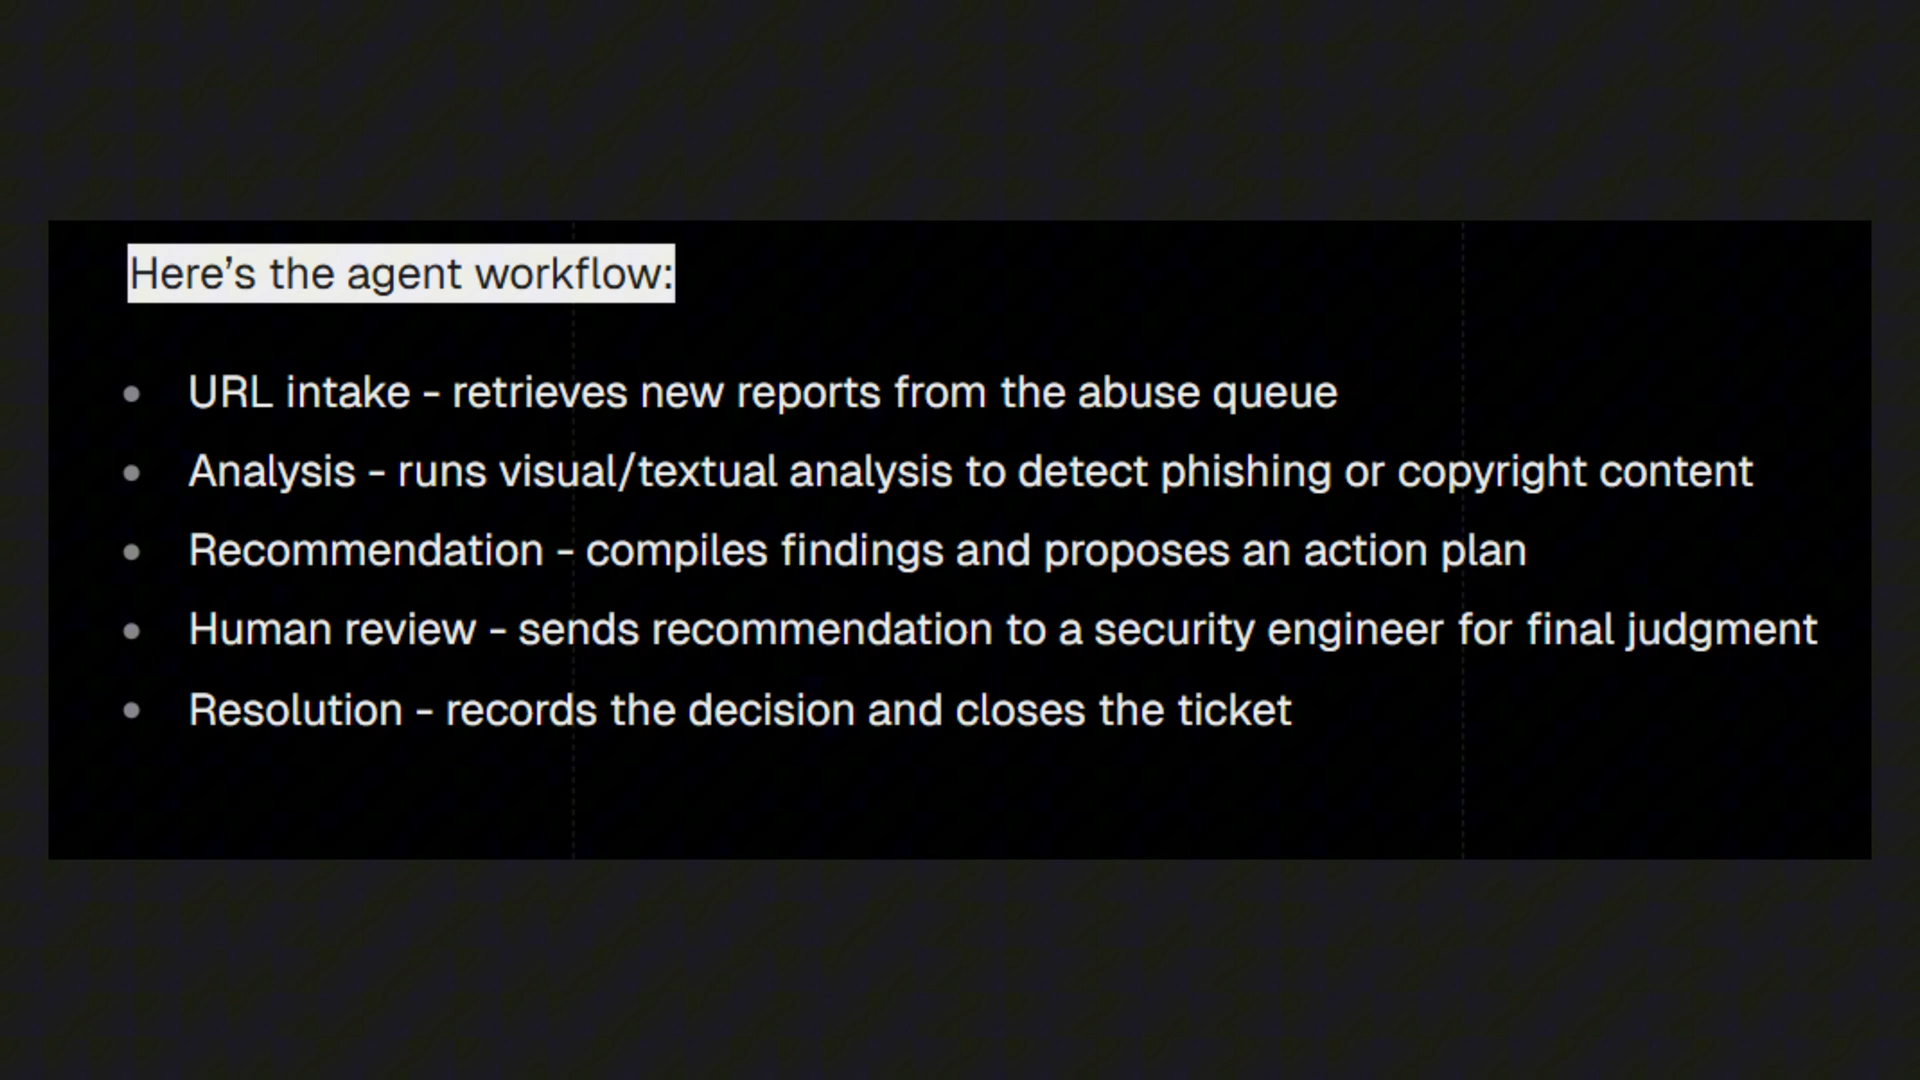 Here’s the agent workflow:
URL intake - retrieves new reports from the abuse queue
Analysis - runs visual/textual analysis to detect phishing or copyright content
Recommendation - compiles findings and proposes an action plan
Human review - sends recommendation to a security engineer for final judgment
Resolution - records the decision and closes the ticket